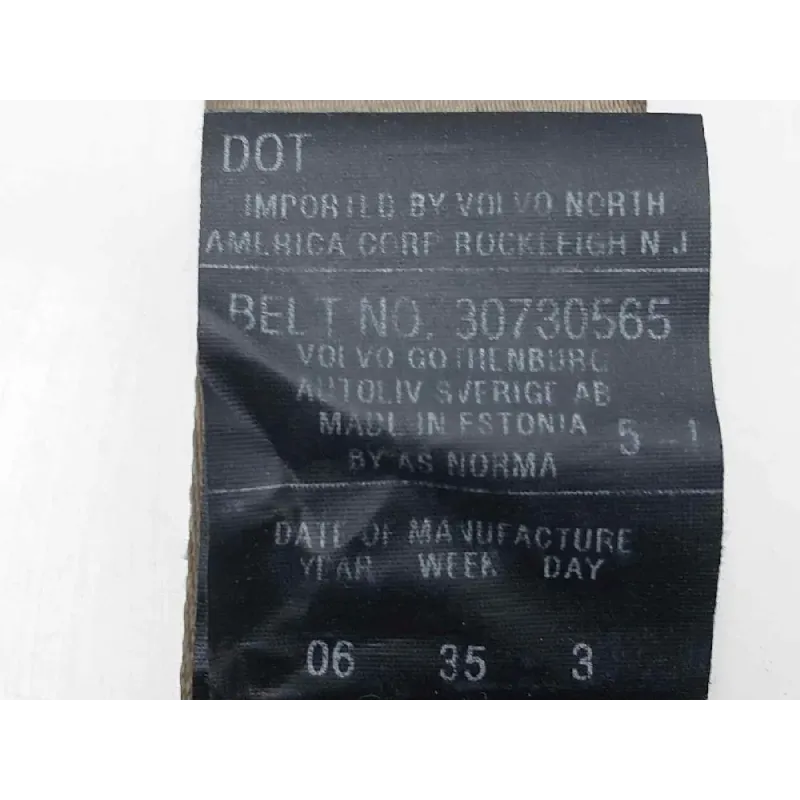 DOT
IMPORTED BY VOLVO NORTH
AMERICA CORP ROCKLEIGH N J
BELT NO. 30730565
VOLVO GOTHENBURG
AUTOLIV SVERIGE AB
MADE IN ESTONIA 5-1
BY AS NORMA
DATE OF MANUFACTURE
YEAR WEEK DAY
06 35 3